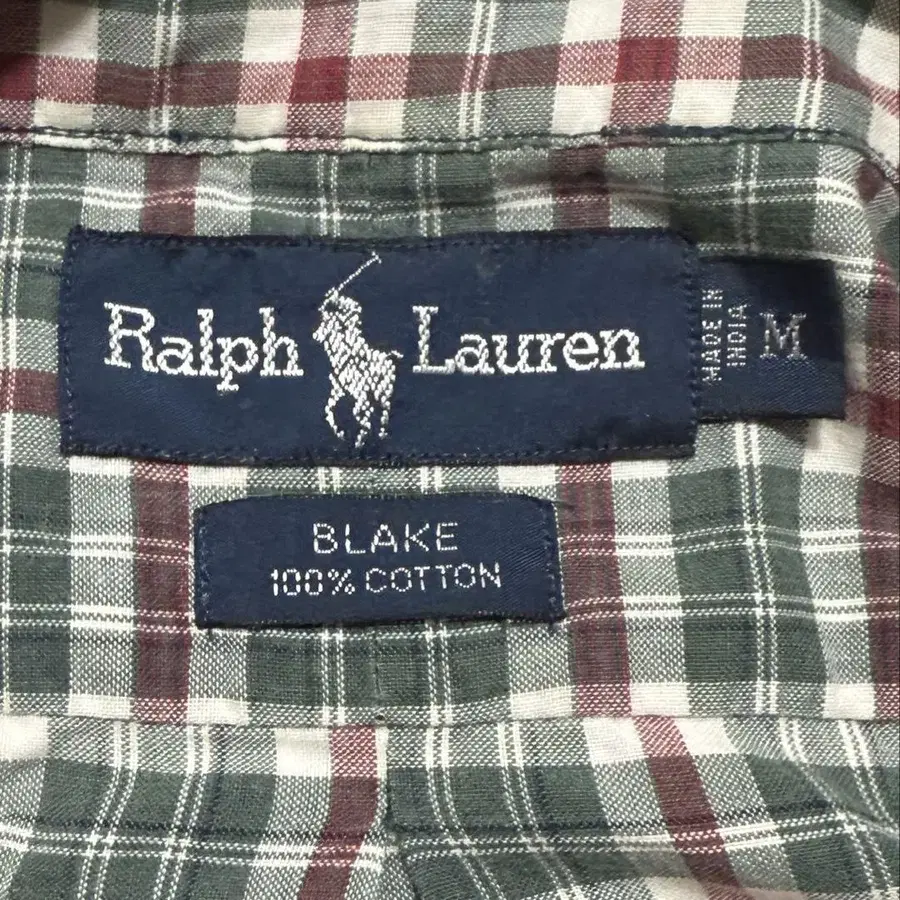 Ralph Lauren
MADE IN
INDIA
M
BLAKE
100% COTTON